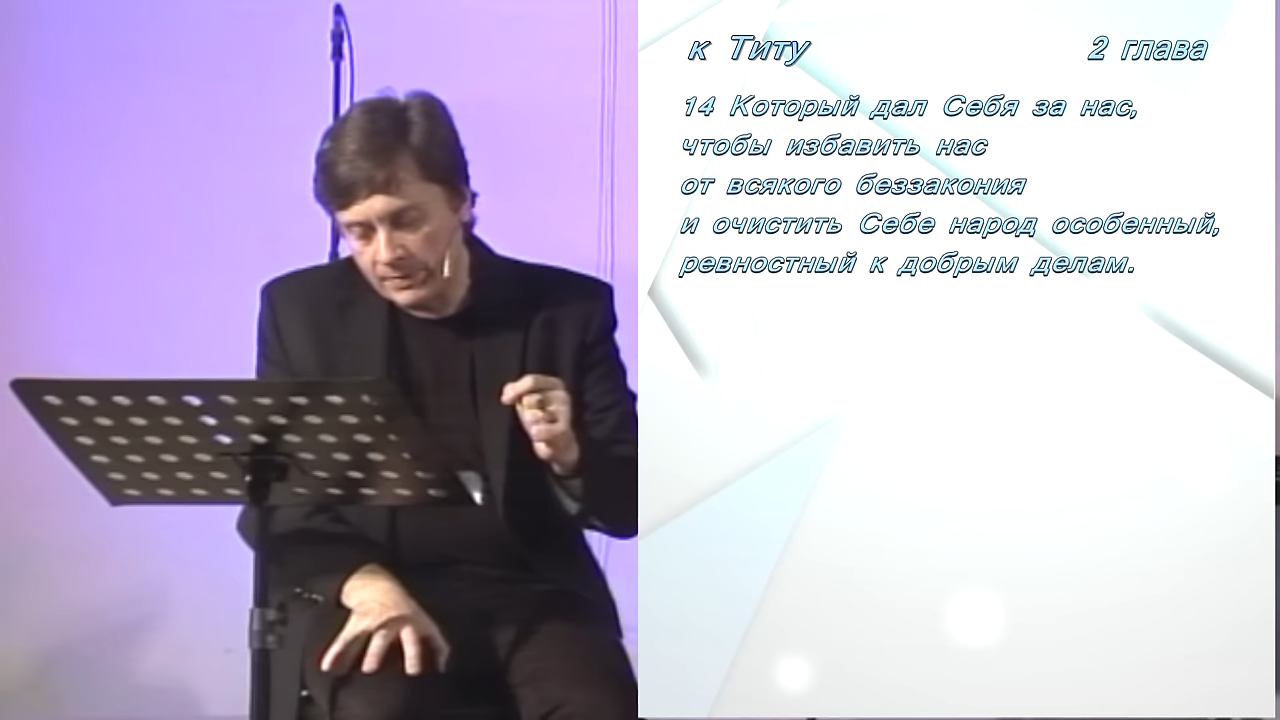 к Титу 2 глава
14 Который дал Себя за нас,
чтобы избавить нас
от всякого беззакония
и очистить Себе народ особенный,
ревностный к добрым делам.